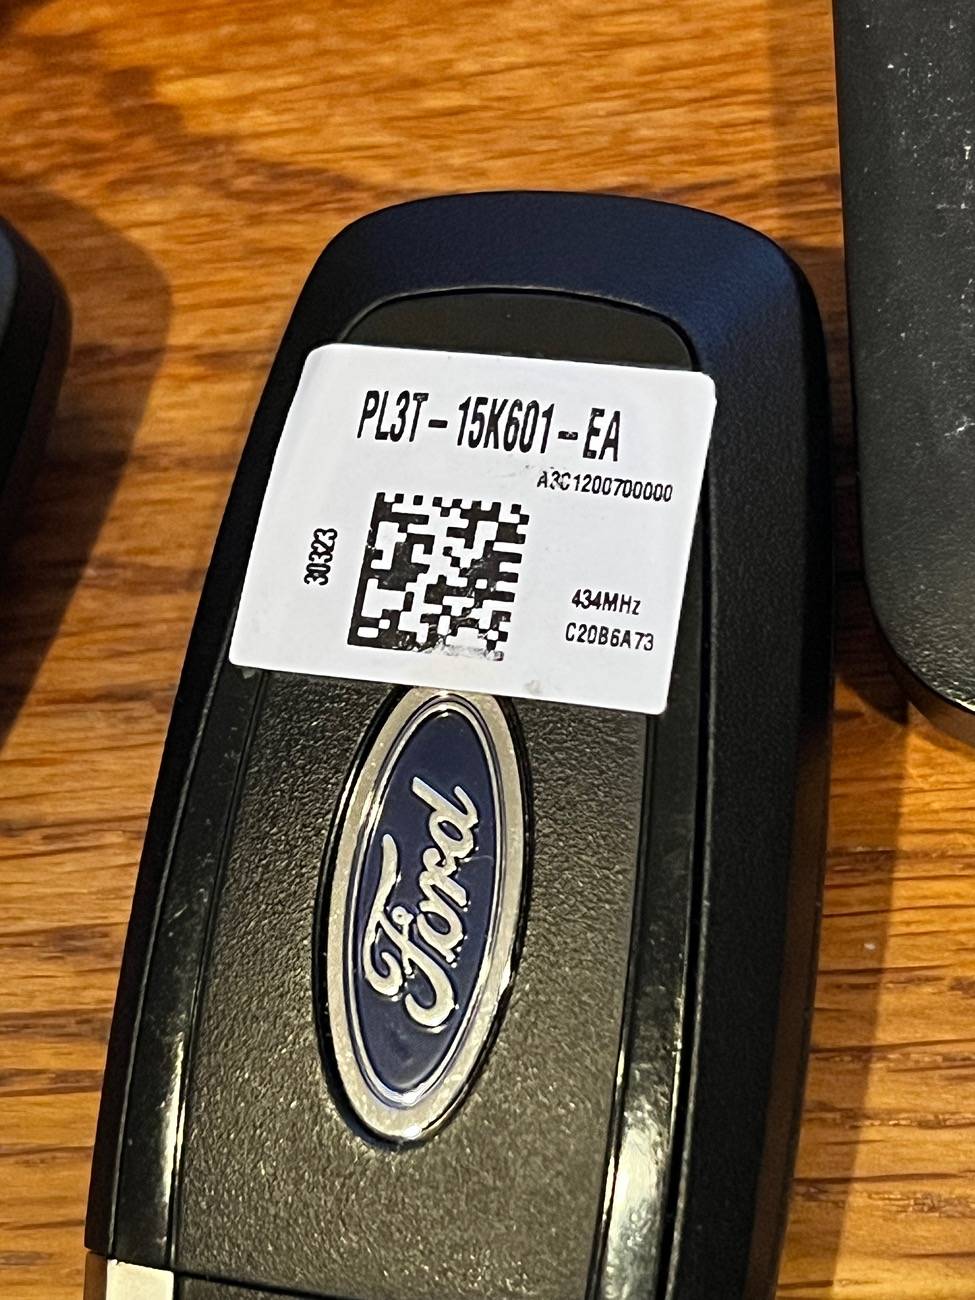 PL3T-15K601-EA
A3C1200700000
30323
434MHz
C20B6A73
Ford